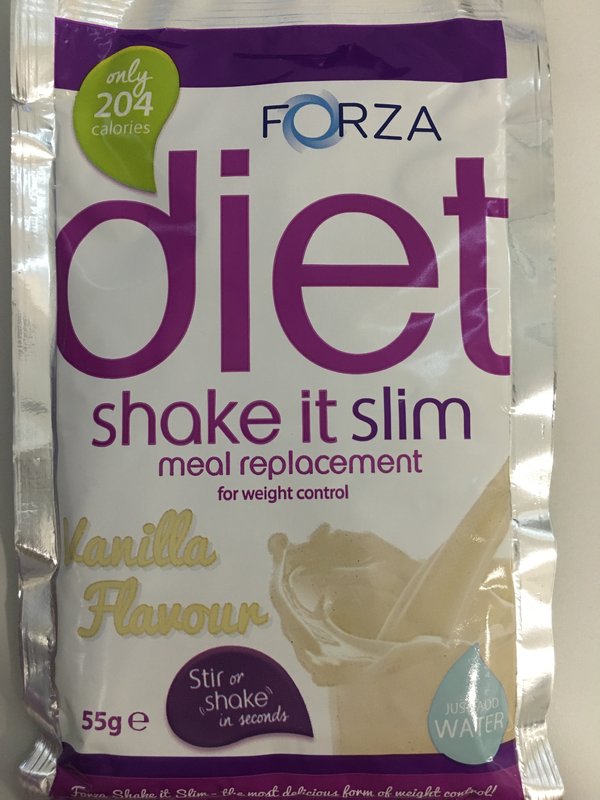 only
204
calories
FORZA
diet
shake it slim
meal replacement
for weight control
Vanilla
Flavour
Stir or
shake
in seconds
55g e
JUST ADD
WATER
Forza Shake it Slim - the most delicious form of weight control!